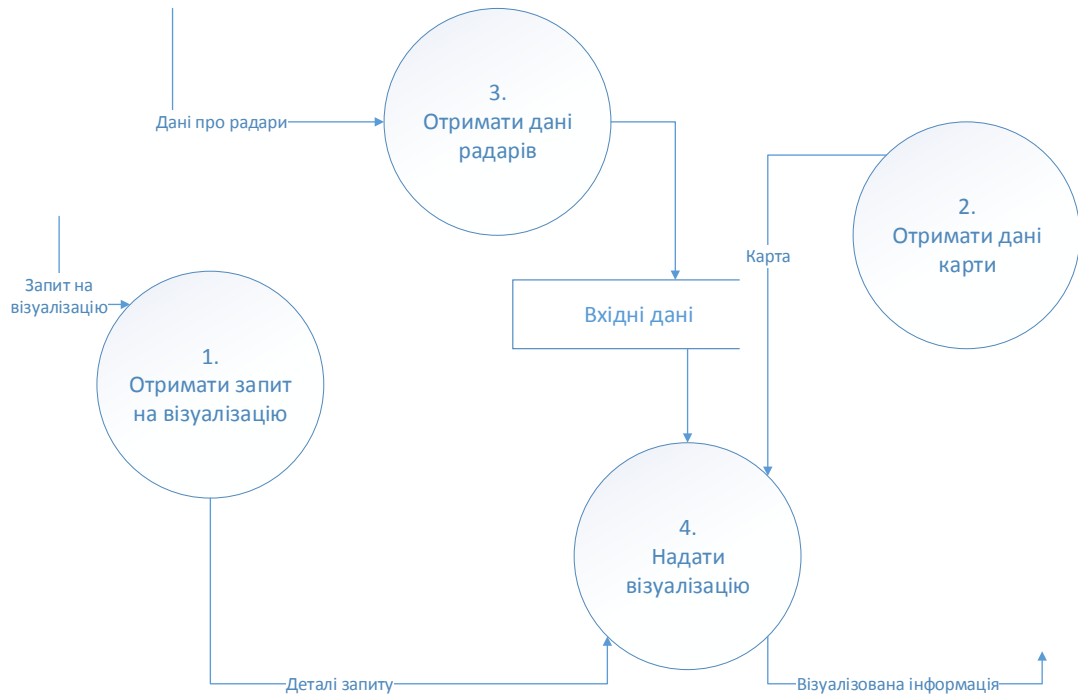 3.
Отримати дані
радарів
Дані про радари
2.
Отримати дані
карти
Карта
Запит на
візуалізацію
Вхідні дані
1.
Отримати запит
на візуалізацію
4.
Надати
візуалізацію
Деталі запиту
Візуалізована інформація